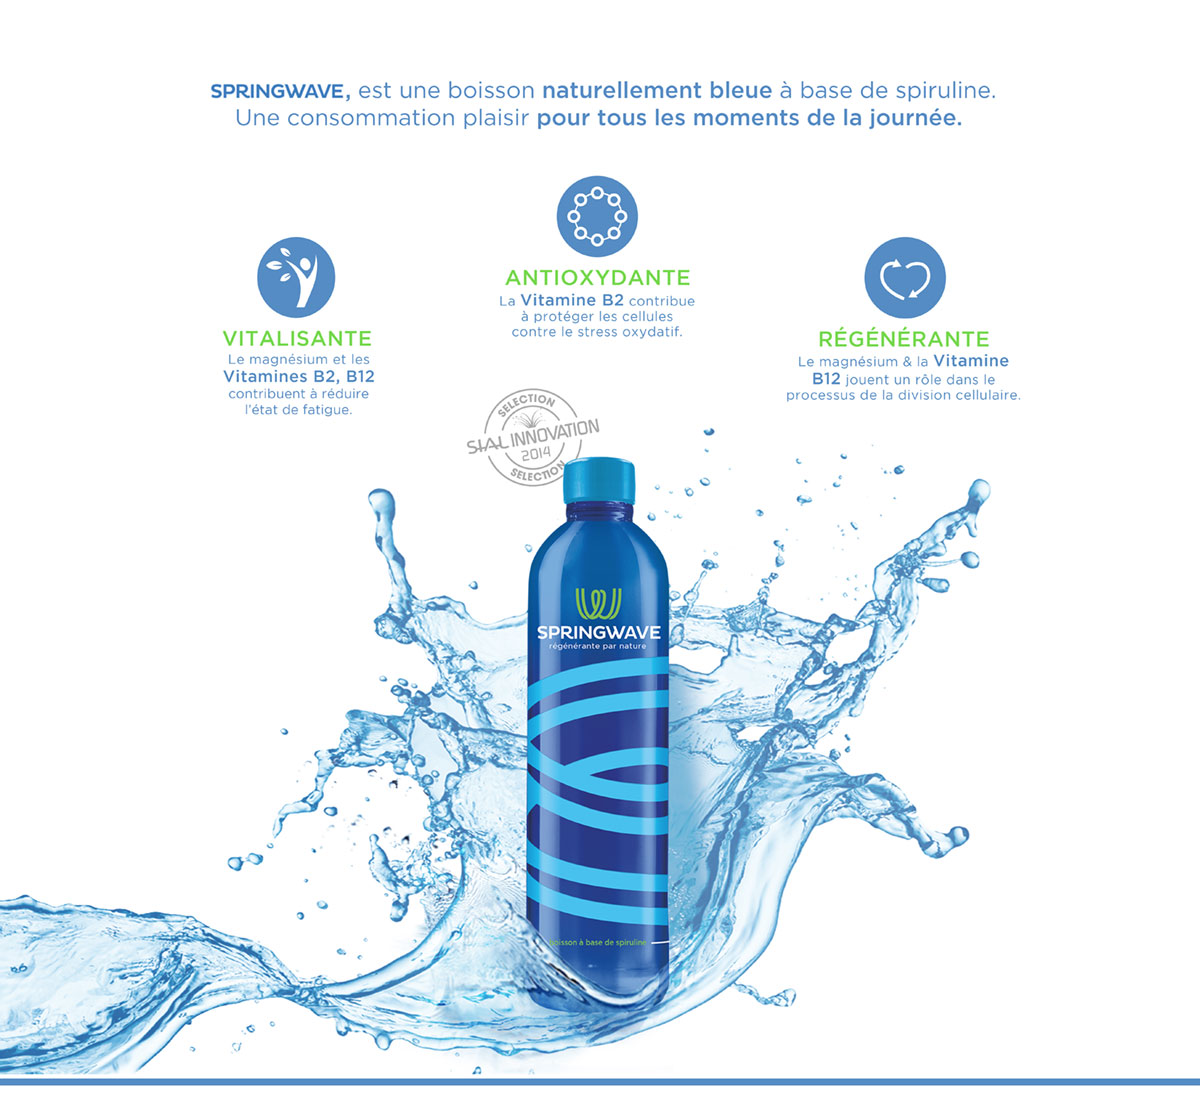 SPRINGWAVE, est une boisson naturellement bleue à base de spiruline.
Une consommation plaisir pour tous les moments de la journée.
ANTIOXYDANTE
La Vitamine B2 contribue
à protéger les cellules
contre le stress oxydatif.
VITALISANTE
Le magnésium et les
Vitamines B2, B12
contribuent à réduire
l'état de fatigue.
RÉGÉNÉRANTE
Le magnésium & la Vitamine
B12 jouent un rôle dans le
processus de la division cellulaire.
SÉLECTION
SIAL INNOVATION
2014
SELECTION
SPRINGWAVE
régénérante par nature
Boisson à base de spiruline